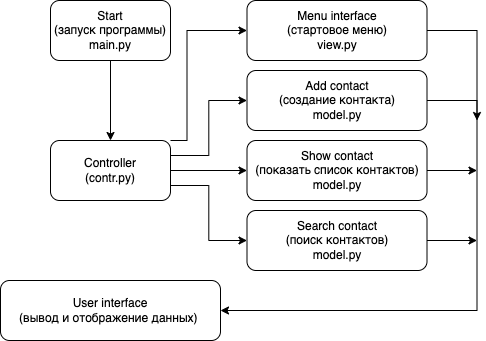 Start
(запуск программы)
main.py
Menu interface
(стартовое меню)
view.py
Add contact
(создание контакта)
model.py
Controller
(contr.py)
Show contact
(показать список контактов)
model.py
Search contact
(поиск контактов)
model.py
User interface
(вывод и отображение данных)